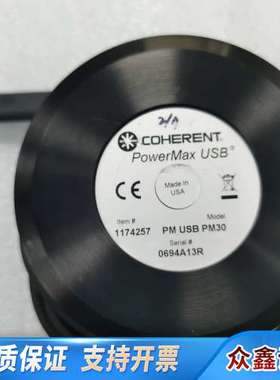 COHERENT
PowerMax USB®
CE
Made In
USA
Item #
Model
1174257 PM USB PM30
Serial #
0694A13R
质保证 支持开票
众鑫